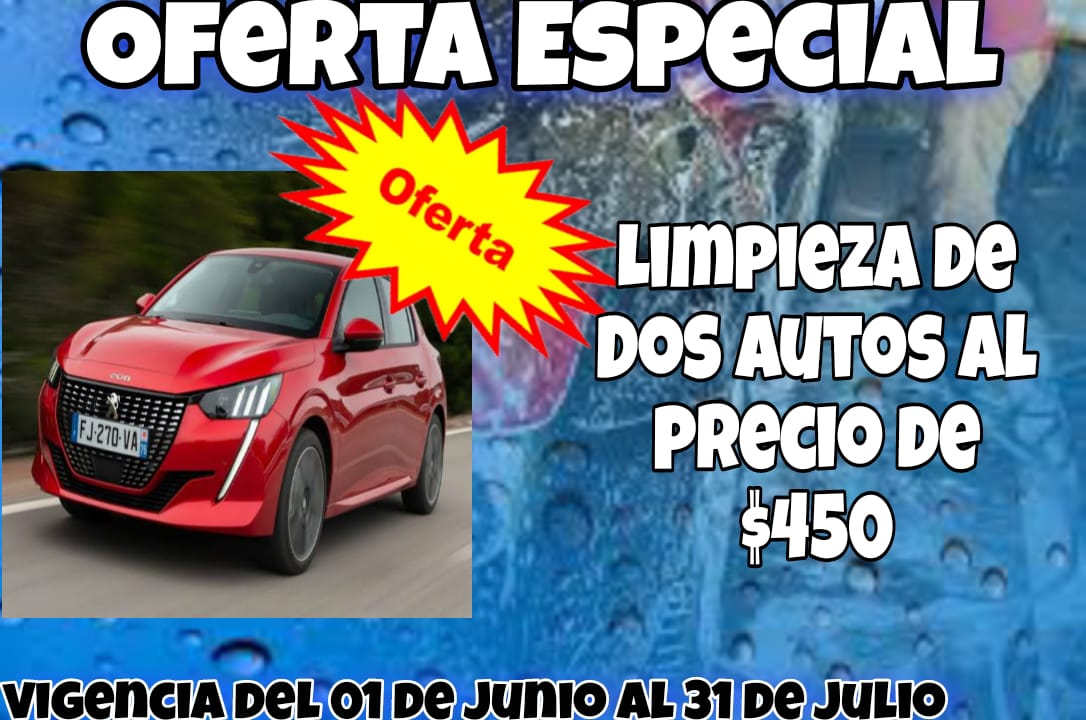 OFERTA ESPECIAL
Oferta
LIMPIEZA DE
DOS AUTOS AL
PRECIO DE
$450
208
FJ-270-VA
VIGENCIA DEL 01 DE JUNIO AL 31 DE JULIO